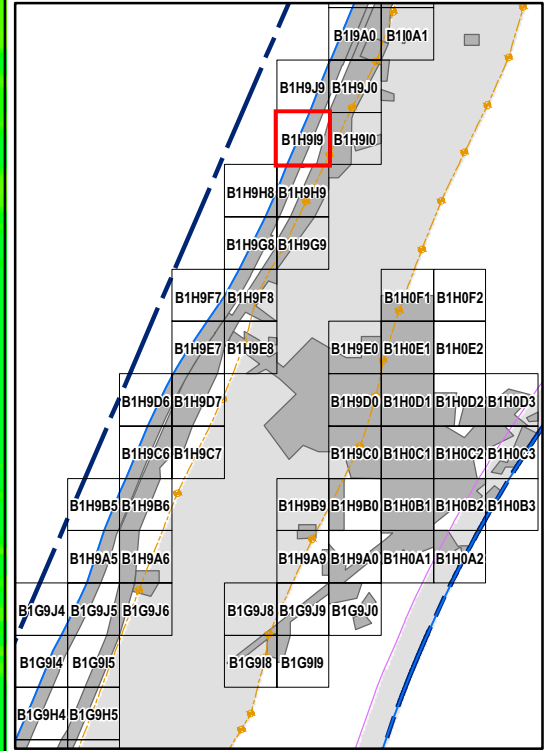 B1I9A0 B1I0A1
B1H9J9 B1H9J0
B1H9I9 B1H9I0
B1H9H8 B1H9H9
B1H9G8 B1H9G9
B1H9F7 B1H9F8 B1H0F1 B1H0F2
B1H9E7 B1H9E8 B1H9E0 B1H0E1 B1H0E2
B1H9D6 B1H9D7 B1H9D0 B1H0D1 B1H0D2 B1H0D3
B1H9C6 B1H9C7 B1H9C0 B1H0C1 B1H0C2 B1H0C3
B1H9B5 B1H9B6 B1H9B9 B1H9B0 B1H0B1 B1H0B2 B1H0B3
B1H9A5 B1H9A6 B1H9A9 B1H9A0 B1H0A1 B1H0A2
B1G9J4 B1G9J5 B1G9J6 B1G9J8 B1G9J9 B1G9J0
B1G9I4 B1G9I5 B1G9I8 B1G9I9
B1G9H4 B1G9H5